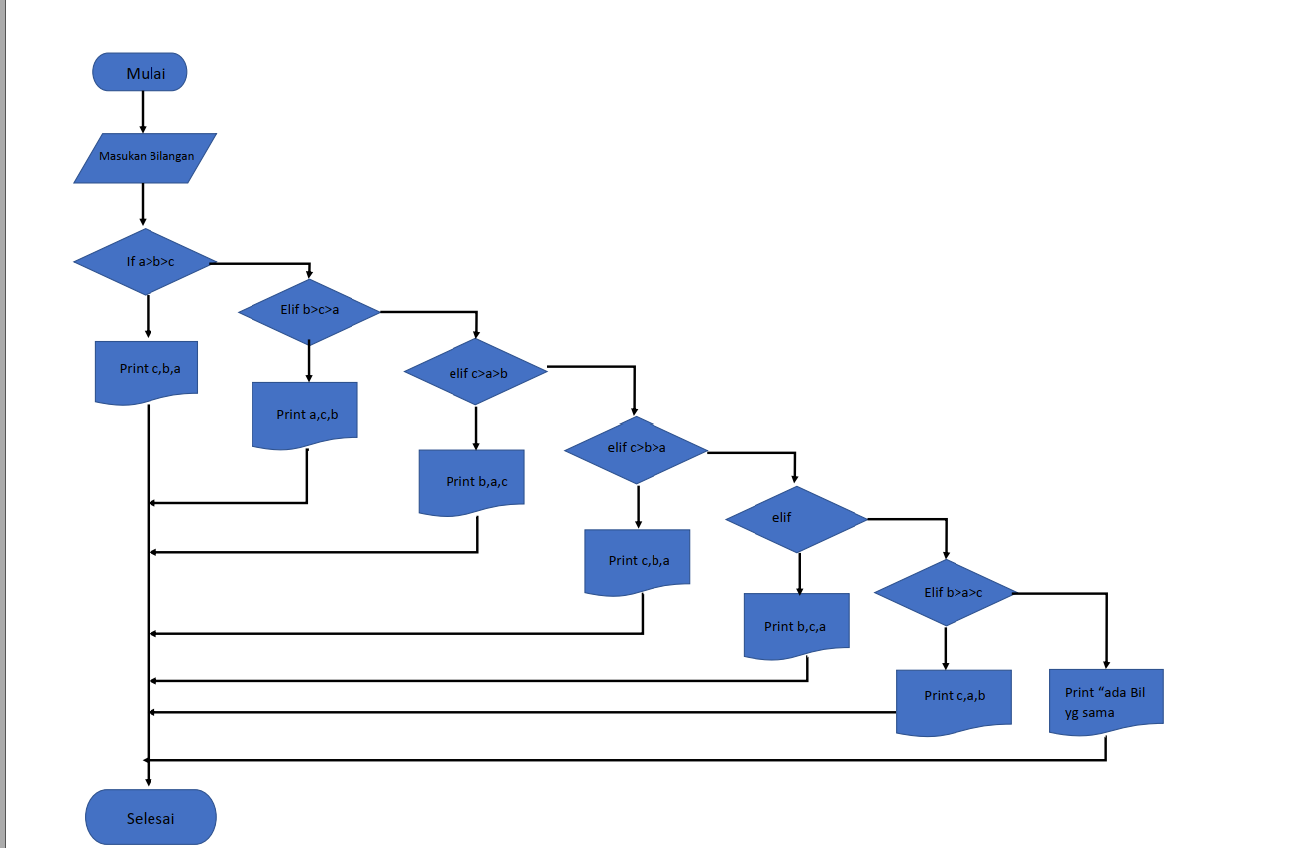 Mulai
Masukan Bilangan
If a>b>c
Elif b>c>a
Print c,b,a
elif c>a>b
Print a,c,b
elif c>b>a
Print b,a,c
elif
Print c,b,a
Elif b>a>c
Print b,c,a
Print c,a,b
Print “ada Bil
yg sama
Selesai